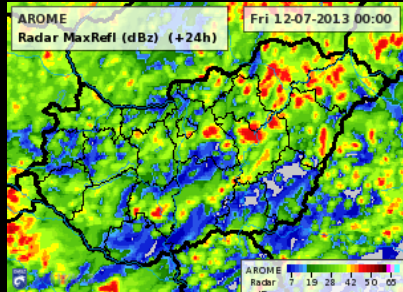 AROME
Radar MaxRefl (dBz) (+24h)
Fri 12-07-2013 00:00
AROME
Radar 7 19 28 42 50 65